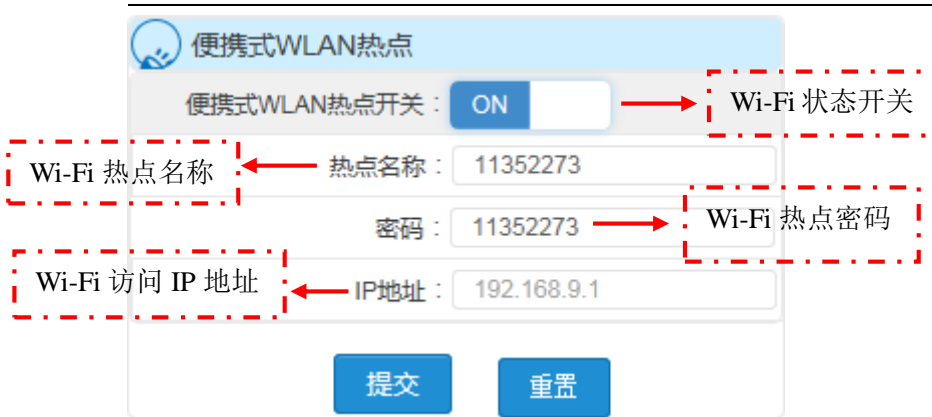 便携式WLAN热点
便携式WLAN热点开关： ON
Wi-Fi 状态开关
Wi-Fi 热点名称
热点名称： 11352273
密码： 11352273
Wi-Fi 热点密码
Wi-Fi 访问 IP 地址
IP地址： 192.168.9.1
提交 重置